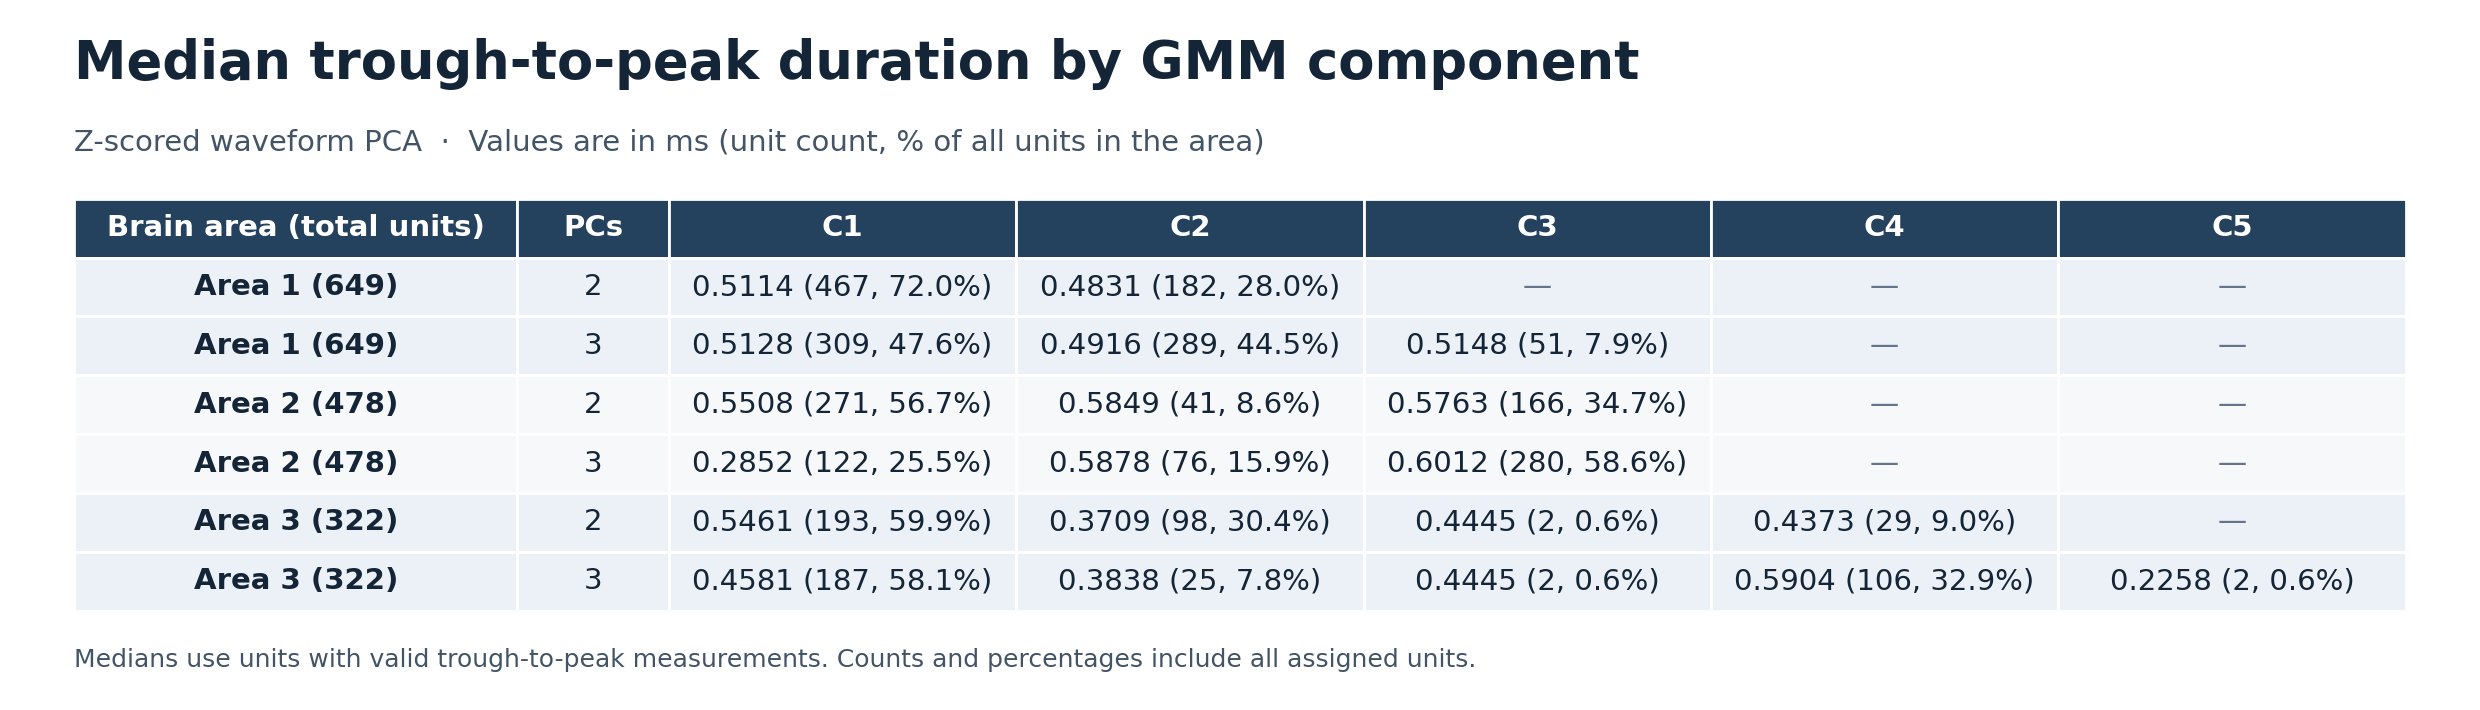 Median trough-to-peak duration by GMM component
Z-scored waveform PCA · Values are in ms (unit count, % of all units in the area)
Brain area (total units) PCs C1 C2 C3 C4 C5
Area 1 (649) 2 0.5114 (467, 72.0%) 0.4831 (182, 28.0%) — — —
Area 1 (649) 3 0.5128 (309, 47.6%) 0.4916 (289, 44.5%) 0.5148 (51, 7.9%) — —
Area 2 (478) 2 0.5508 (271, 56.7%) 0.5849 (41, 8.6%) 0.5763 (166, 34.7%) — —
Area 2 (478) 3 0.2852 (122, 25.5%) 0.5878 (76, 15.9%) 0.6012 (280, 58.6%) — —
Area 3 (322) 2 0.5461 (193, 59.9%) 0.3709 (98, 30.4%) 0.4445 (2, 0.6%) 0.4373 (29, 9.0%) —
Area 3 (322) 3 0.4581 (187, 58.1%) 0.3838 (25, 7.8%) 0.4445 (2, 0.6%) 0.5904 (106, 32.9%) 0.2258 (2, 0.6%)
Medians use units with valid trough-to-peak measurements. Counts and percentages include all assigned units.